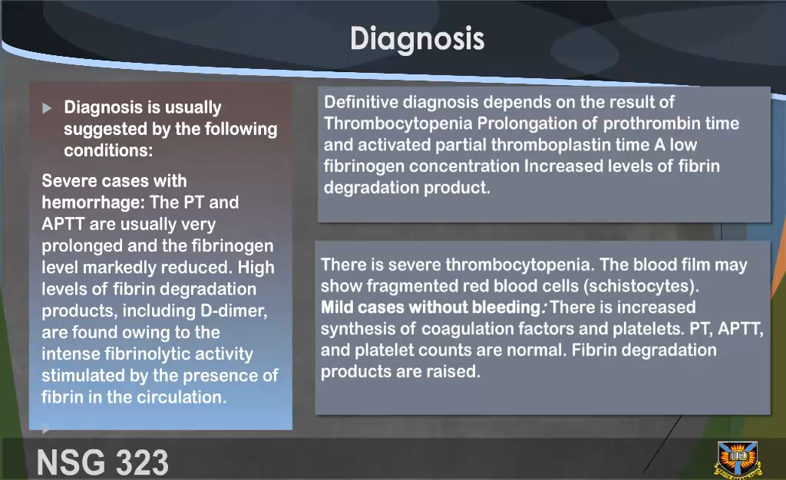 Diagnosis
Diagnosis is usually
suggested by the following
conditions:
Severe cases with
hemorrhage: The PT and
APTT are usually very
prolonged and the fibrinogen
level markedly reduced. High
levels of fibrin degradation
products, including D-dimer,
are found owing to the
intense fibrinolytic activity
stimulated by the presence of
fibrin in the circulation.
Definitive diagnosis depends on the result of
Thrombocytopenia Prolongation of prothrombin time
and activated partial thromboplastin time A low
fibrinogen concentration Increased levels of fibrin
degradation product.
There is severe thrombocytopenia. The blood film may
show fragmented red blood cells (schistocytes).
Mild cases without bleeding: There is increased
synthesis of coagulation factors and platelets. PT, APTT,
and platelet counts are normal. Fibrin degradation
products are raised.
NSG 323